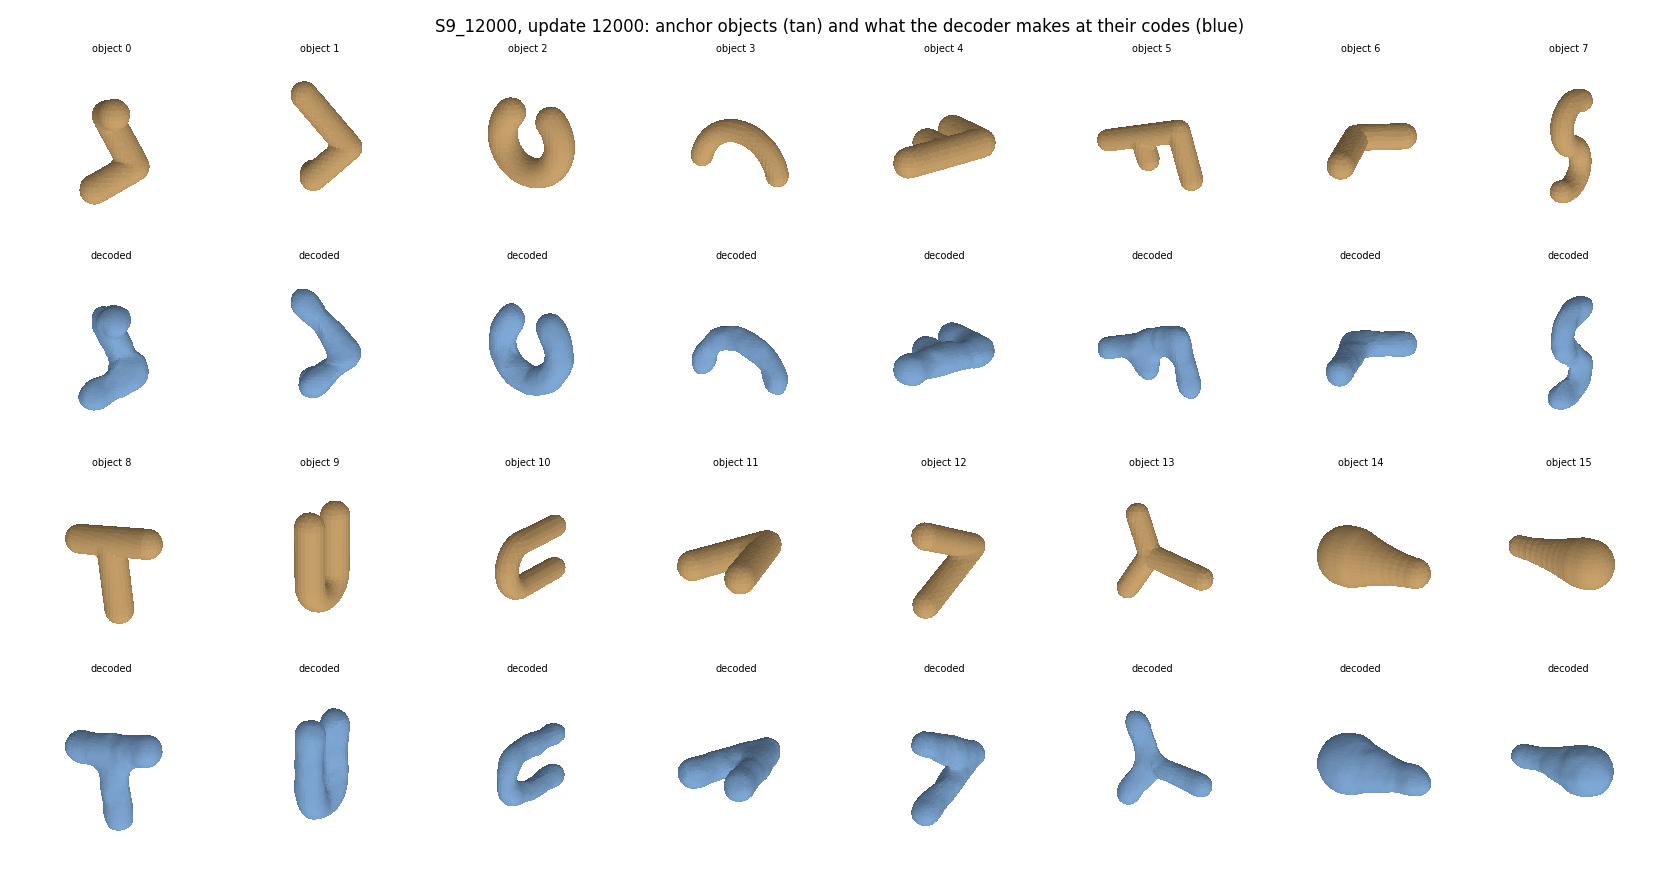 S9_12000, update 12000: anchor objects (tan) and what the decoder makes at their codes (blue)
object 0 object 1 object 2 object 3 object 4 object 5 object 6 object 7
decoded decoded decoded decoded decoded decoded decoded decoded
object 8 object 9 object 10 object 11 object 12 object 13 object 14 object 15
decoded decoded decoded decoded decoded decoded decoded decoded